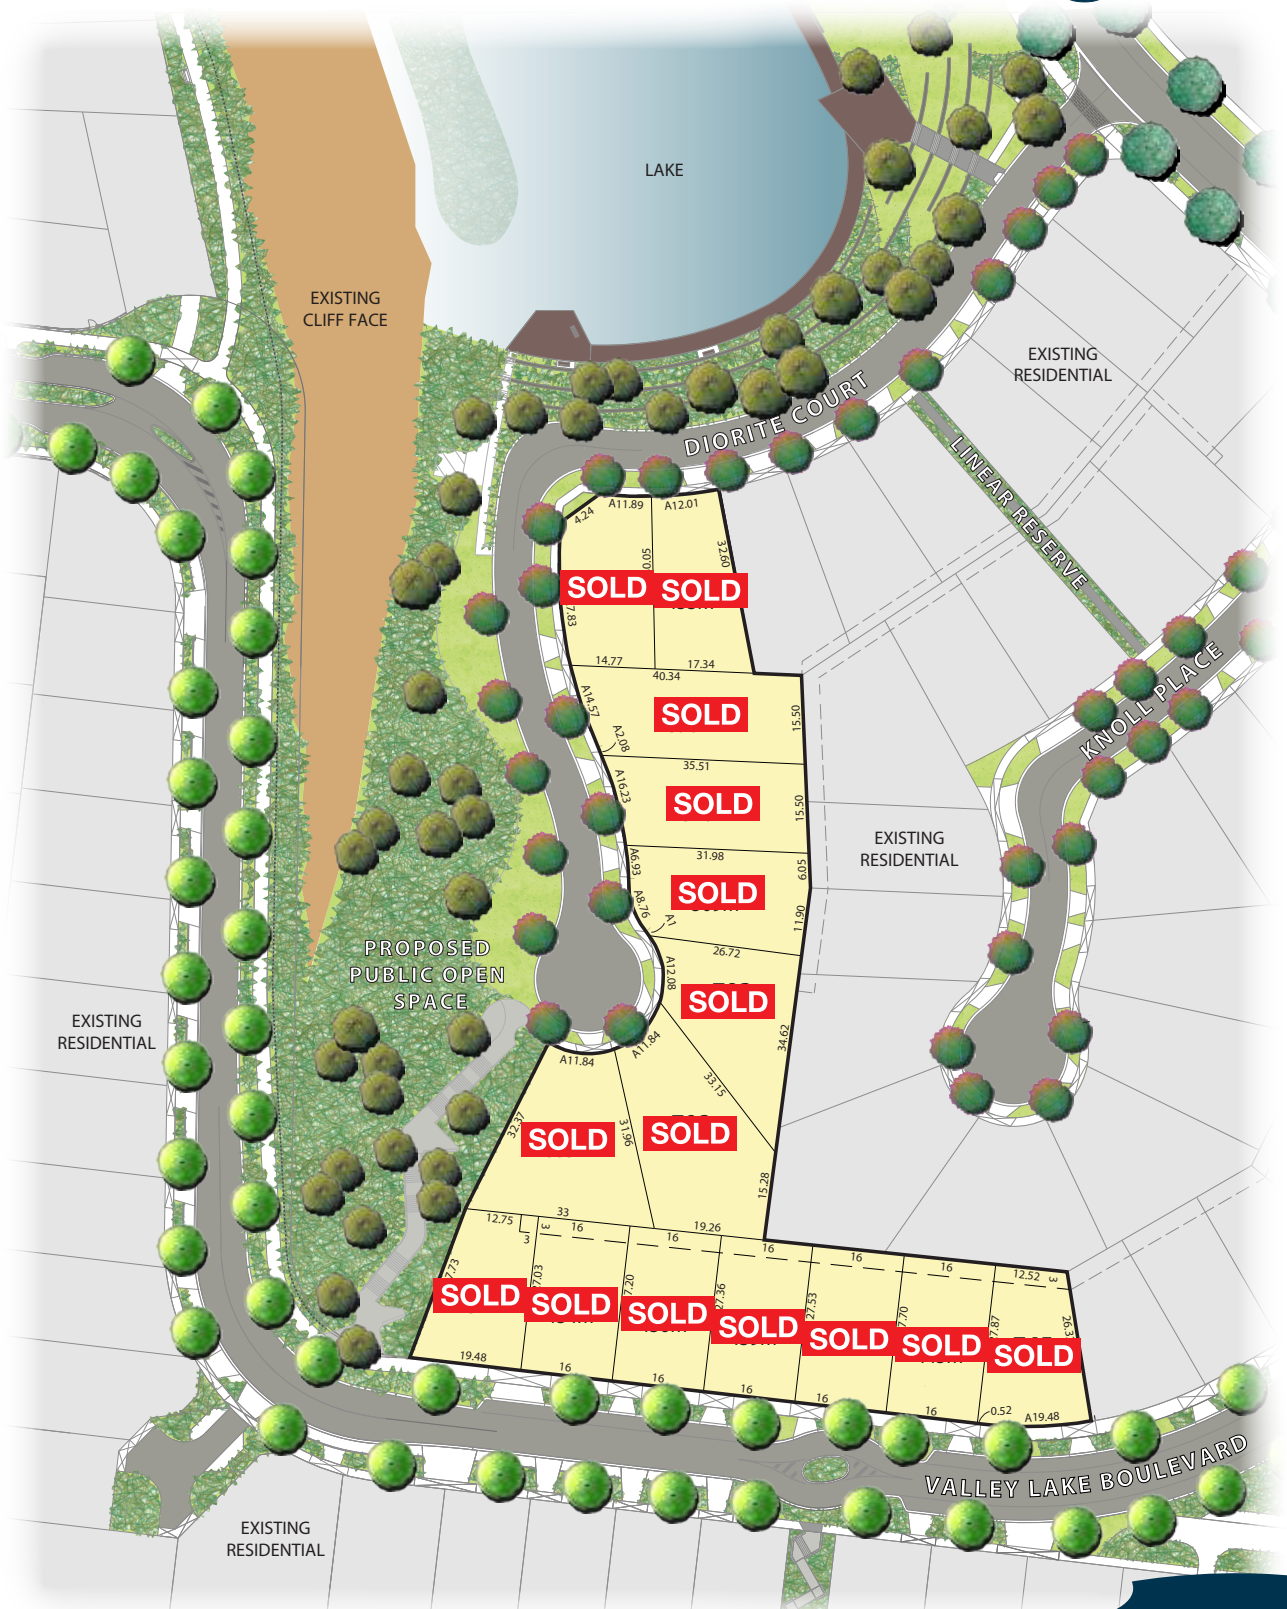 LAKE
EXISTING
CLIFF FACE
EXISTING
RESIDENTIAL
DIORITE COURT
LINEAR RESERVE
KNOLL PLACE
4.24
A11.89
A12.01
32.60
SOLD
SOLD
14.77
17.34
40.34
A14.57
SOLD
15.50
A2.08
35.51
A16.23
SOLD
15.50
31.98
A6.93
6.05
SOLD
EXISTING
RESIDENTIAL
A8.76
A1
11.90
26.72
PROPOSED
PUBLIC OPEN
SPACE
A12.08
SOLD
EXISTING
RESIDENTIAL
34.62
A11.84
A11.84
33.15
32.37
31.96
SOLD
SOLD
15.28
12.75
33
19.26
3
3
16
16
16
16
16
12.52
3
27.53
SOLD
SOLD
SOLD
SOLD
SOLD
SOLD
SOLD
19.48
16
16
16
16
16
0.52
A19.48
VALLEY LAKE BOULEVARD
EXISTING
RESIDENTIAL